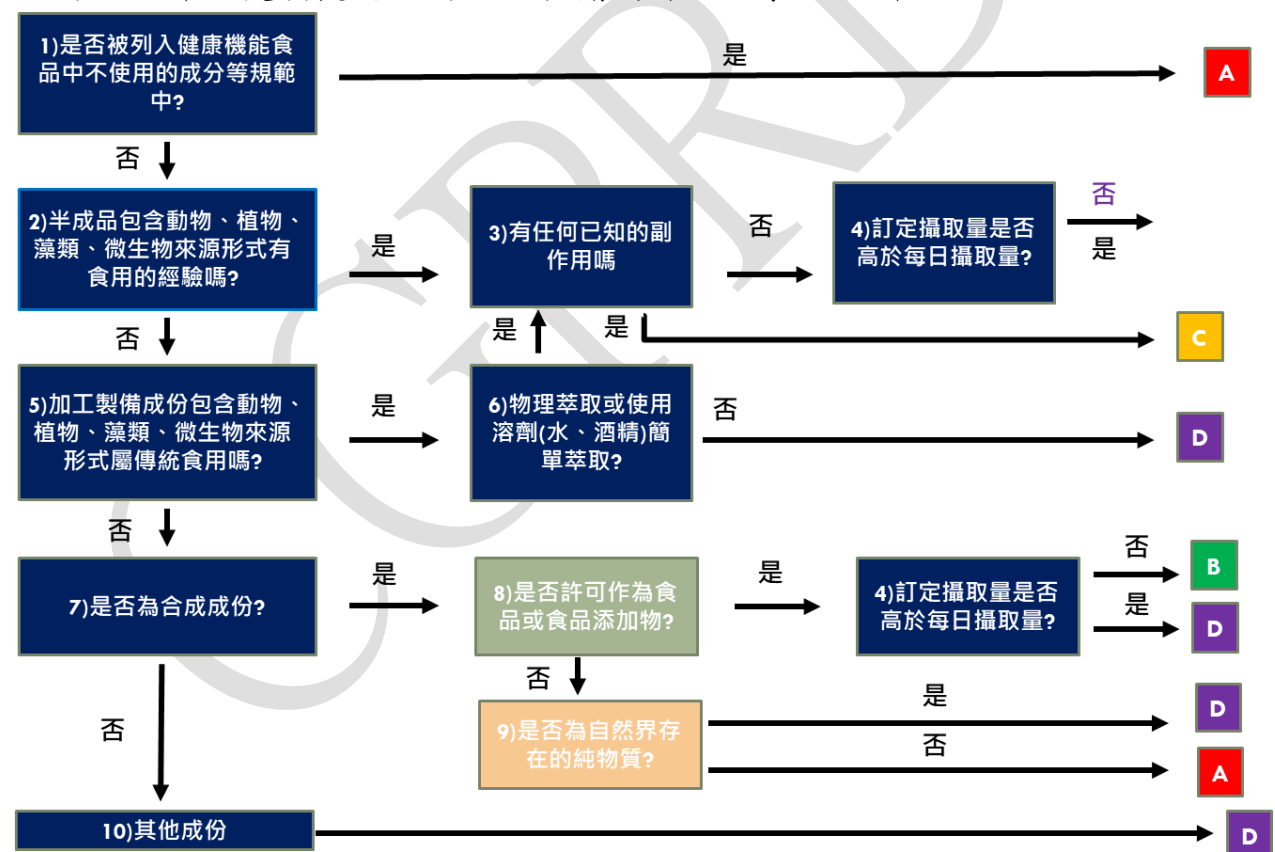 1)是否被列入健康機能食
品中不使用的成分等規範
中?
是
A
否
2)半成品包含動物、植物、
藻類、微生物來源形式有
食用的經驗嗎?
是
3)有任何已知的副
作用嗎
否
4)訂定攝取量是否
高於每日攝取量?
否
是
否
是
是
C
5)加工製備成份包含動物、
植物、藻類、微生物來源
形式屬傳統食用嗎?
是
6)物理萃取或使用
溶劑(水、酒精)簡
單萃取?
否
D
否
7)是否為合成成份?
是
8)是否許可作為食
品或食品添加物?
是
4)訂定攝取量是否
高於每日攝取量?
否
B
是
D
否
9)是否為自然界存
在的純物質?
是
D
否
A
否
10)其他成份
D